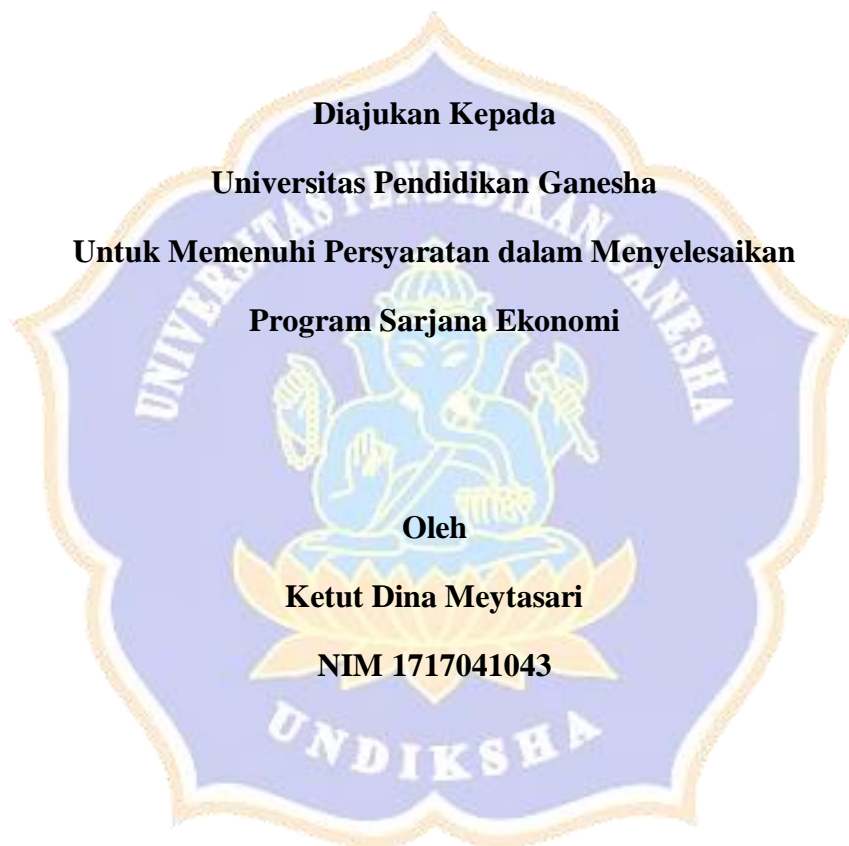 Diajukan Kepada
Universitas Pendidikan Ganesha
Untuk Memenuhi Persyaratan dalam Menyelesaikan
Program Sarjana Ekonomi
Oleh
Ketut Dina Meytasari
NIM 1717041043
UNIVERSITAS PENDIDIKAN GANESHA
UNDIKSHA